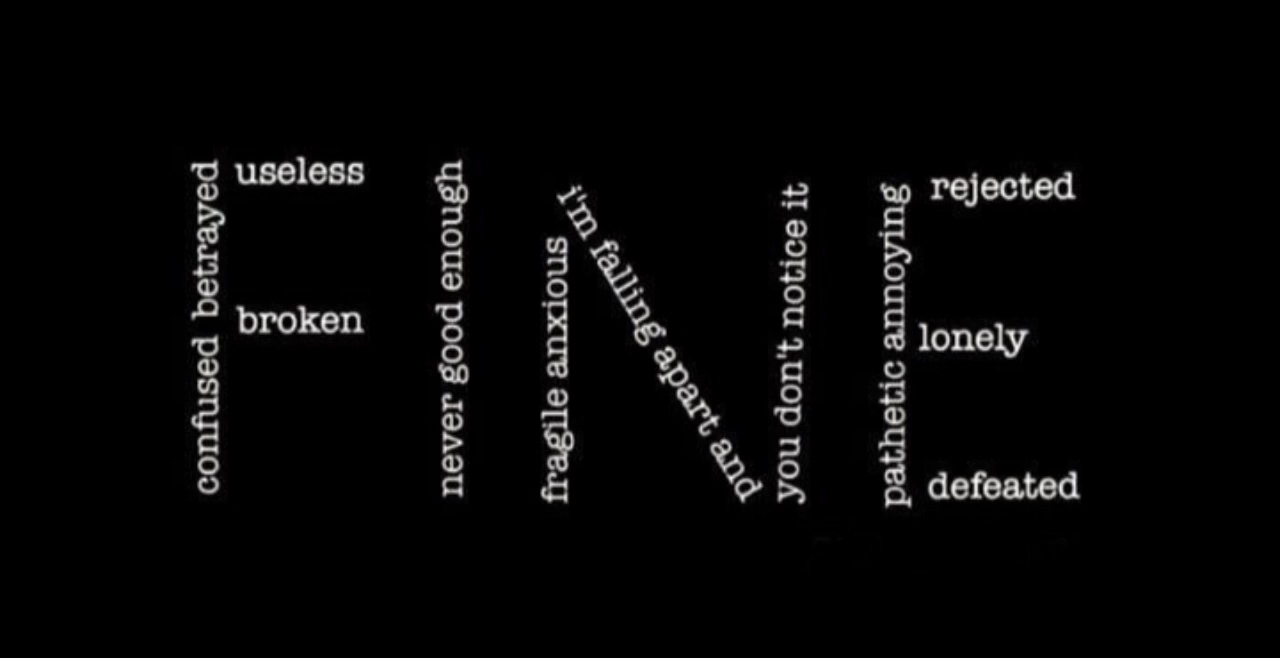 confused betrayed
useless
broken
never good enough
fragile anxious
i'm falling apart and
you don't notice it
pathetic annoying
rejected
lonely
defeated